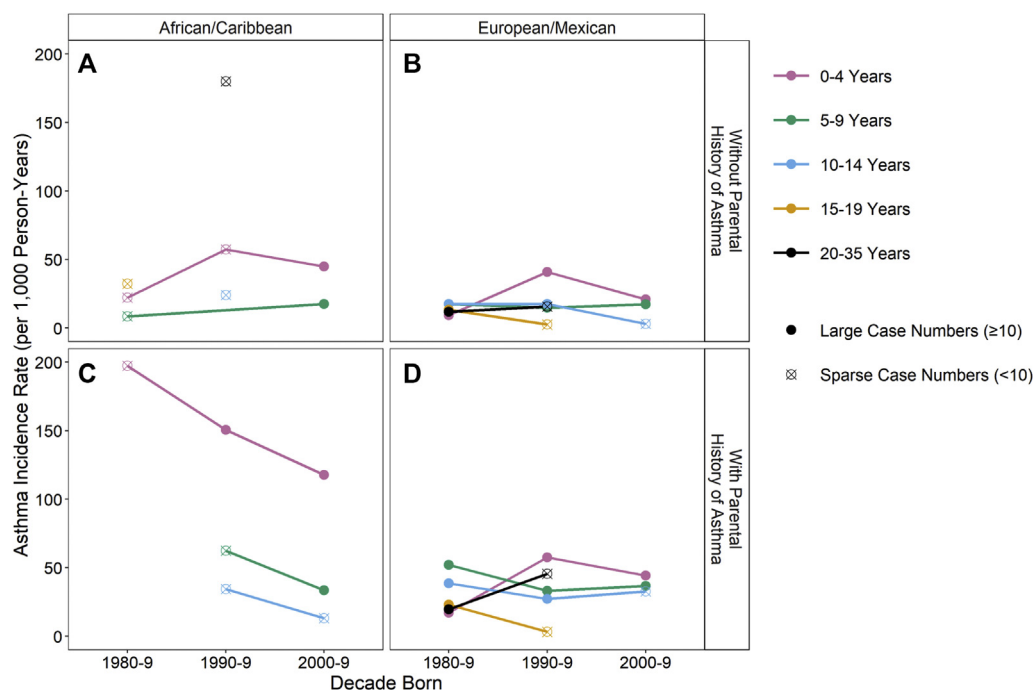 African/Caribbean
European/Mexican
A
B
C
D
200
150
100
50
0
200
150
100
50
0
Asthma Incidence Rate (per 1,000 Person-Years)
Without Parental
History of Asthma
With Parental
History of Asthma
1980-9
1990-9
2000-9
1980-9
1990-9
2000-9
Decade Born
0-4 Years
5-9 Years
10-14 Years
15-19 Years
20-35 Years
Large Case Numbers (≥10)
Sparse Case Numbers (<10)